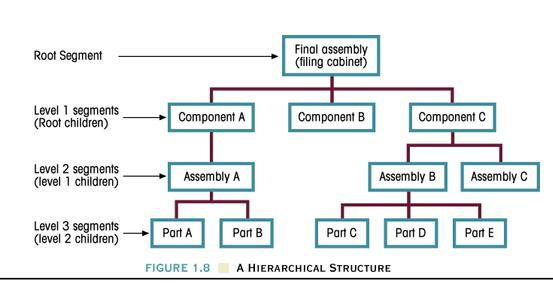 Root Segment
Final assembly
(filing cabinet)
Level 1 segments
(Root children)
Component A
Component B
Component C
Level 2 segments
(level 1 children)
Assembly A
Assembly B
Assembly C
Level 3 segments
(level 2 children)
Part A
Part B
Part C
Part D
Part E
FIGURE 1.8 A HIERARCHICAL STRUCTURE